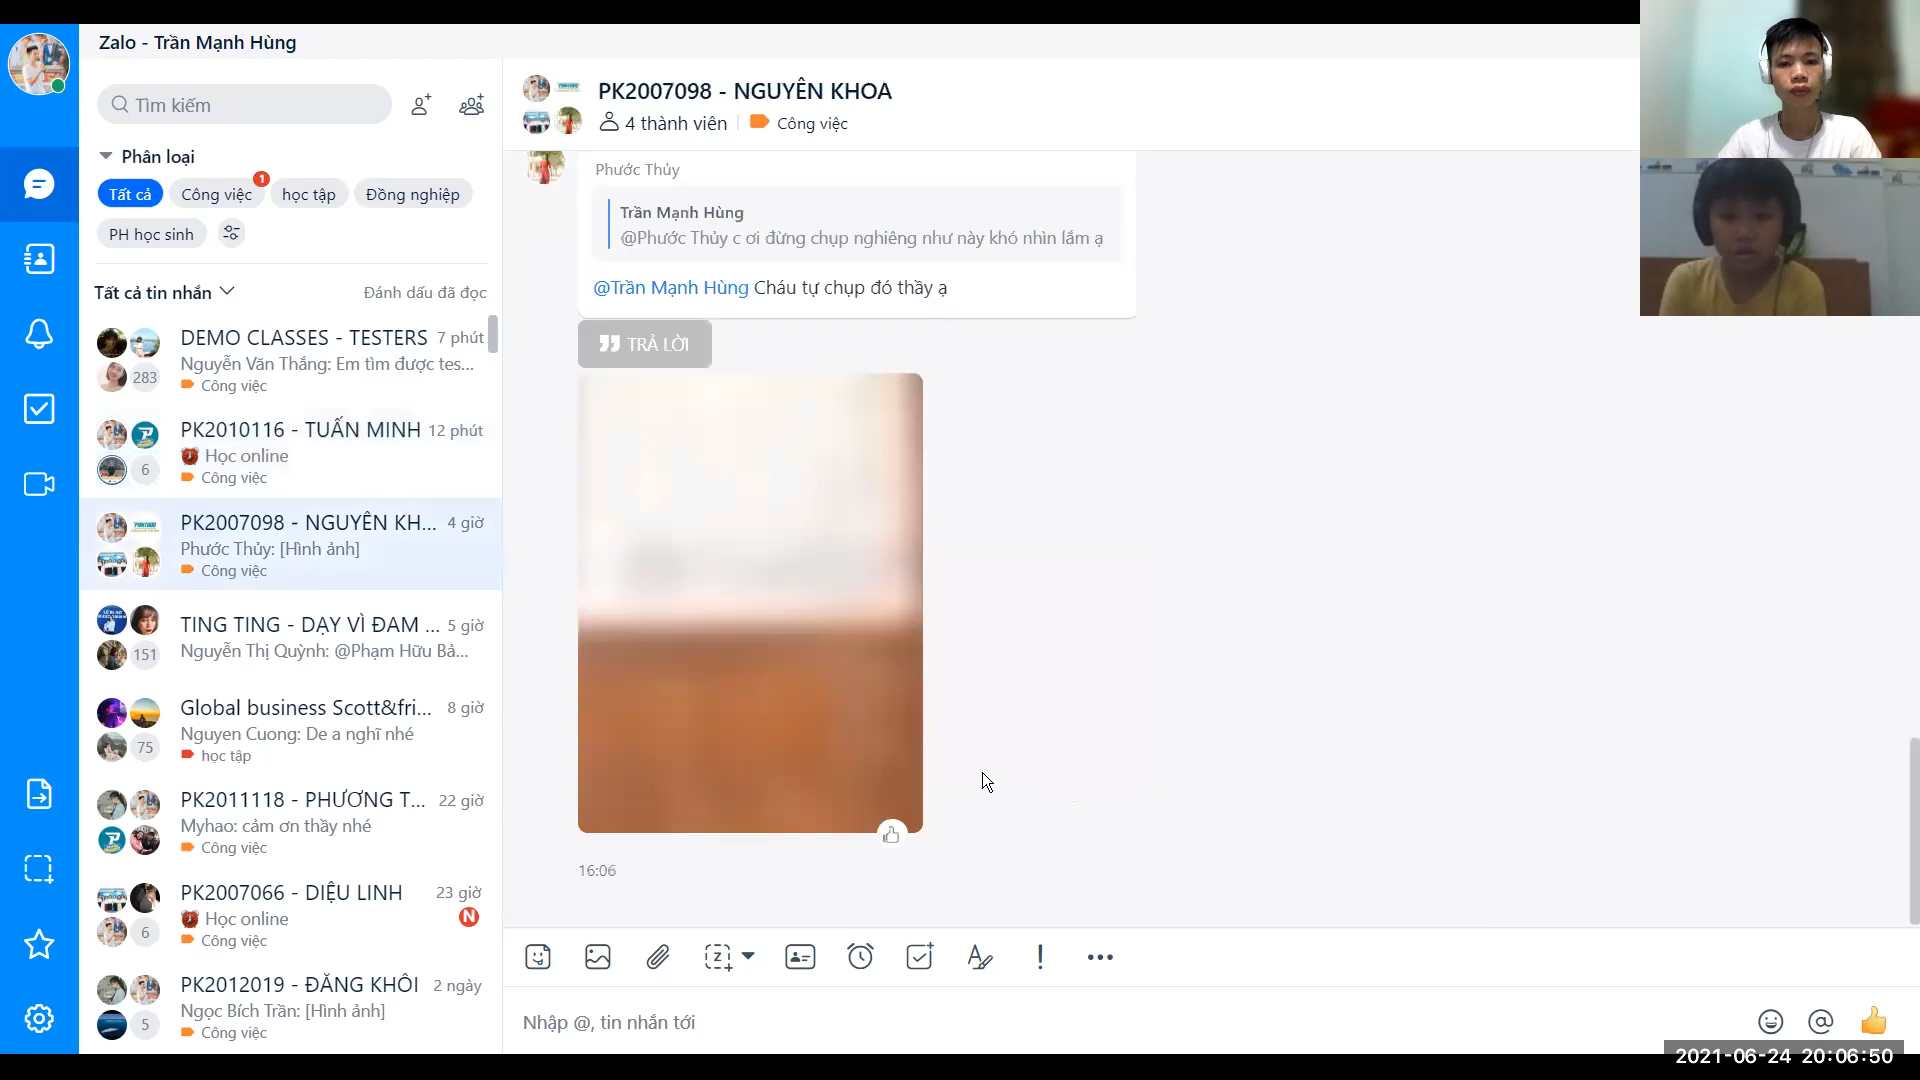 Zalo - Trần Mạnh Hùng
Tìm kiếm
Phân loại
Tất cả
Công việc
1
học tập
Đồng nghiệp
PH học sinh
Tất cả tin nhắn
Đánh dấu đã đọc
DEMO CLASSES - TESTERS 7 phút
Nguyễn Văn Thắng: Em tìm được tes...
283
Công việc
PK2010116 - TUẤN MINH 12 phút
Học online
6
Công việc
PK2007098 - NGUYÊN KH... 4 giờ
Phước Thủy: [Hình ảnh]
Công việc
TING TING - DẠY VÌ ĐAM ... 5 giờ
Nguyễn Thị Quỳnh: @Phạm Hữu Bả...
151
Global business Scott&fri... 8 giờ
Nguyen Cuong: De a nghĩ nhé
75
học tập
PK2011118 - PHƯƠNG T... 22 giờ
Myhao: cảm ơn thầy nhé
Công việc
PK2007066 - DIỆU LINH 23 giờ
Học online
N
6
Công việc
PK2012019 - ĐĂNG KHÔI 2 ngày
Ngọc Bích Trần: [Hình ảnh]
5
Công việc
PK2007098 - NGUYÊN KHOA
4 thành viên
Công việc
Phước Thủy
Trần Mạnh Hùng
@Phước Thủy c ơi đừng chụp nghiêng như này khó nhìn lắm ạ
@Trần Mạnh Hùng Cháu tự chụp đó thầy ạ
TRẢ LỜI
16:06
Nhập @, tin nhắn tới
2021-06-24 20:06:50